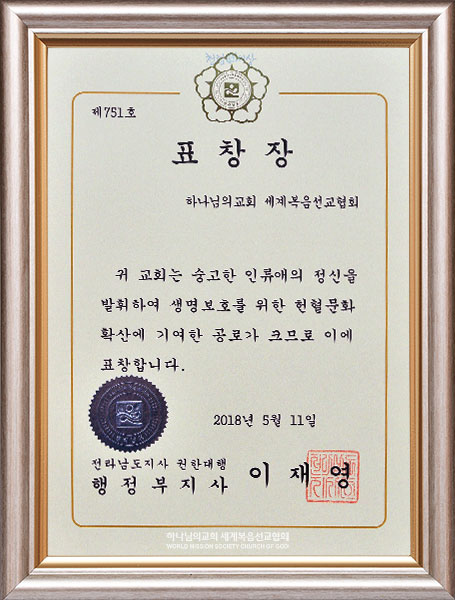 전남도지사
제751호
표창장
하나님의교회 세계복음선교협회
귀 교회는 숭고한 인류애의 정신을
발휘하여 생명보호를 위한 헌혈문화
확산에 기여한 공로가 크므로 이에
표창합니다.
2018년 5월 11일
전라남도지사 권한대행
행정부지사 이재영
하나님의교회 세계복음선교협회
WORLD MISSION SOCIETY CHURCH OF GOD